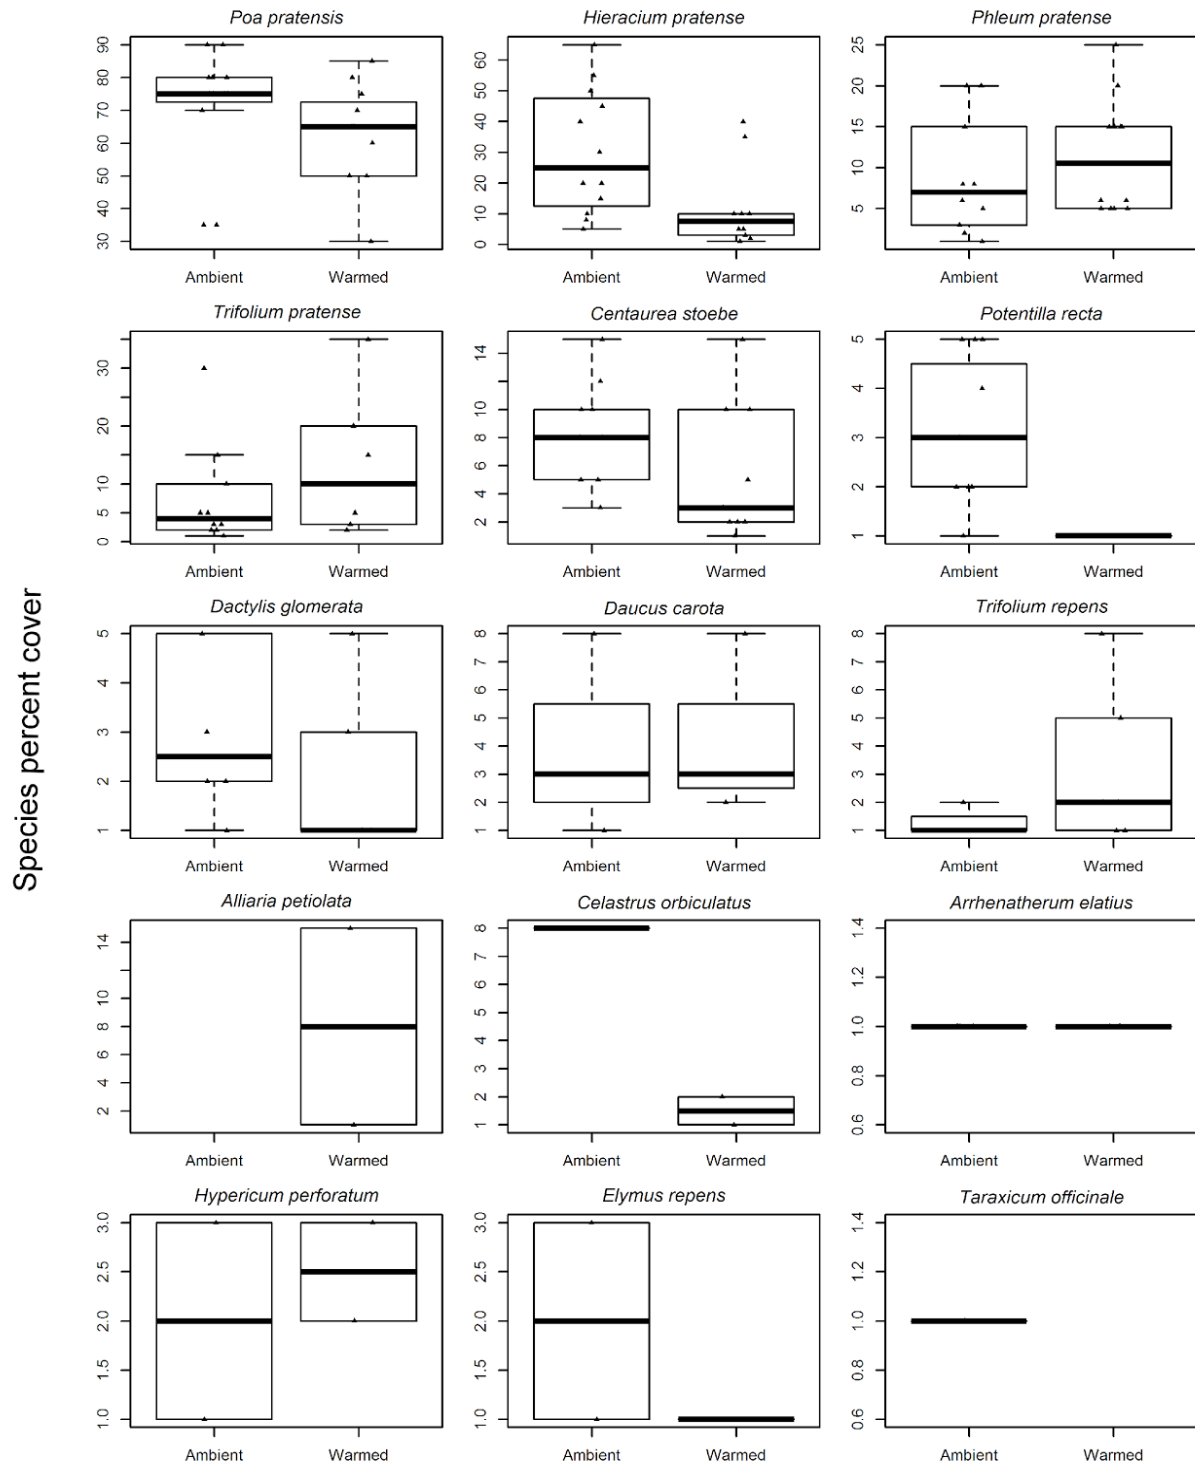 Species percent cover
Poa pratensis
Hieracium pratense
Phleum pratense
90
80
70
60
50
40
30
Ambient
Warmed
60
50
40
30
20
10
0
Ambient
Warmed
25
20
15
10
5
Ambient
Warmed
Trifolium pratense
Centaurea stoebe
Potentilla recta
30
20
10
5
0
Ambient
Warmed
14
10
8
6
4
2
Ambient
Warmed
5
4
3
2
1
Ambient
Warmed
Dactylis glomerata
Daucus carota
Trifolium repens
5
4
3
2
1
Ambient
Warmed
8
7
6
5
4
3
2
1
Ambient
Warmed
8
7
6
5
4
3
2
1
Ambient
Warmed
Alliaria petiolata
Celastrus orbiculatus
Arrhenatherum elatius
14
10
8
6
4
2
Ambient
Warmed
8
7
6
5
4
3
2
1
Ambient
Warmed
1.4
1.2
1.0
0.8
0.6
Ambient
Warmed
Hypericum perforatum
Elymus repens
Taraxicum officinale
3.0
2.5
2.0
1.5
1.0
Ambient
Warmed
3.0
2.5
2.0
1.5
1.0
Ambient
Warmed
1.4
1.2
1.0
0.8
0.6
Ambient
Warmed